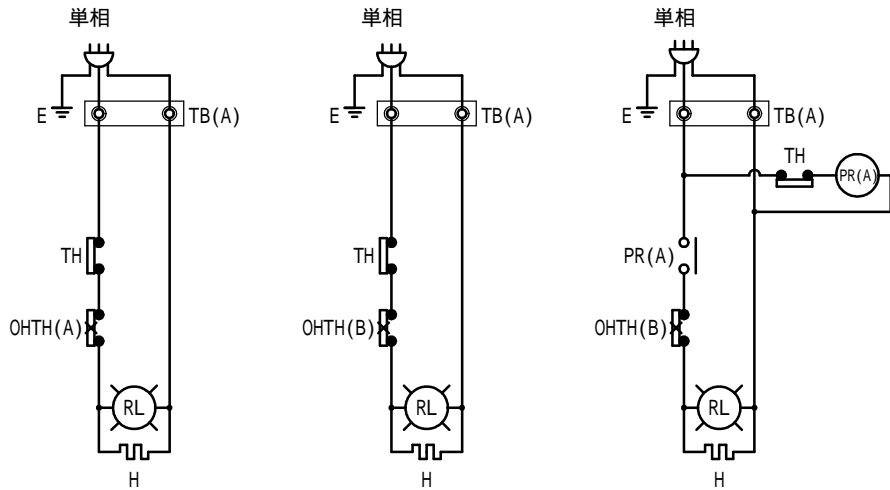 単相 単相 単相
E TB(A) E TB(A) E TB(A)
TH PR(A)
TH TH PR(A)
OHTH(A) OHTH(B) OHTH(B)
RL RL RL
H H H